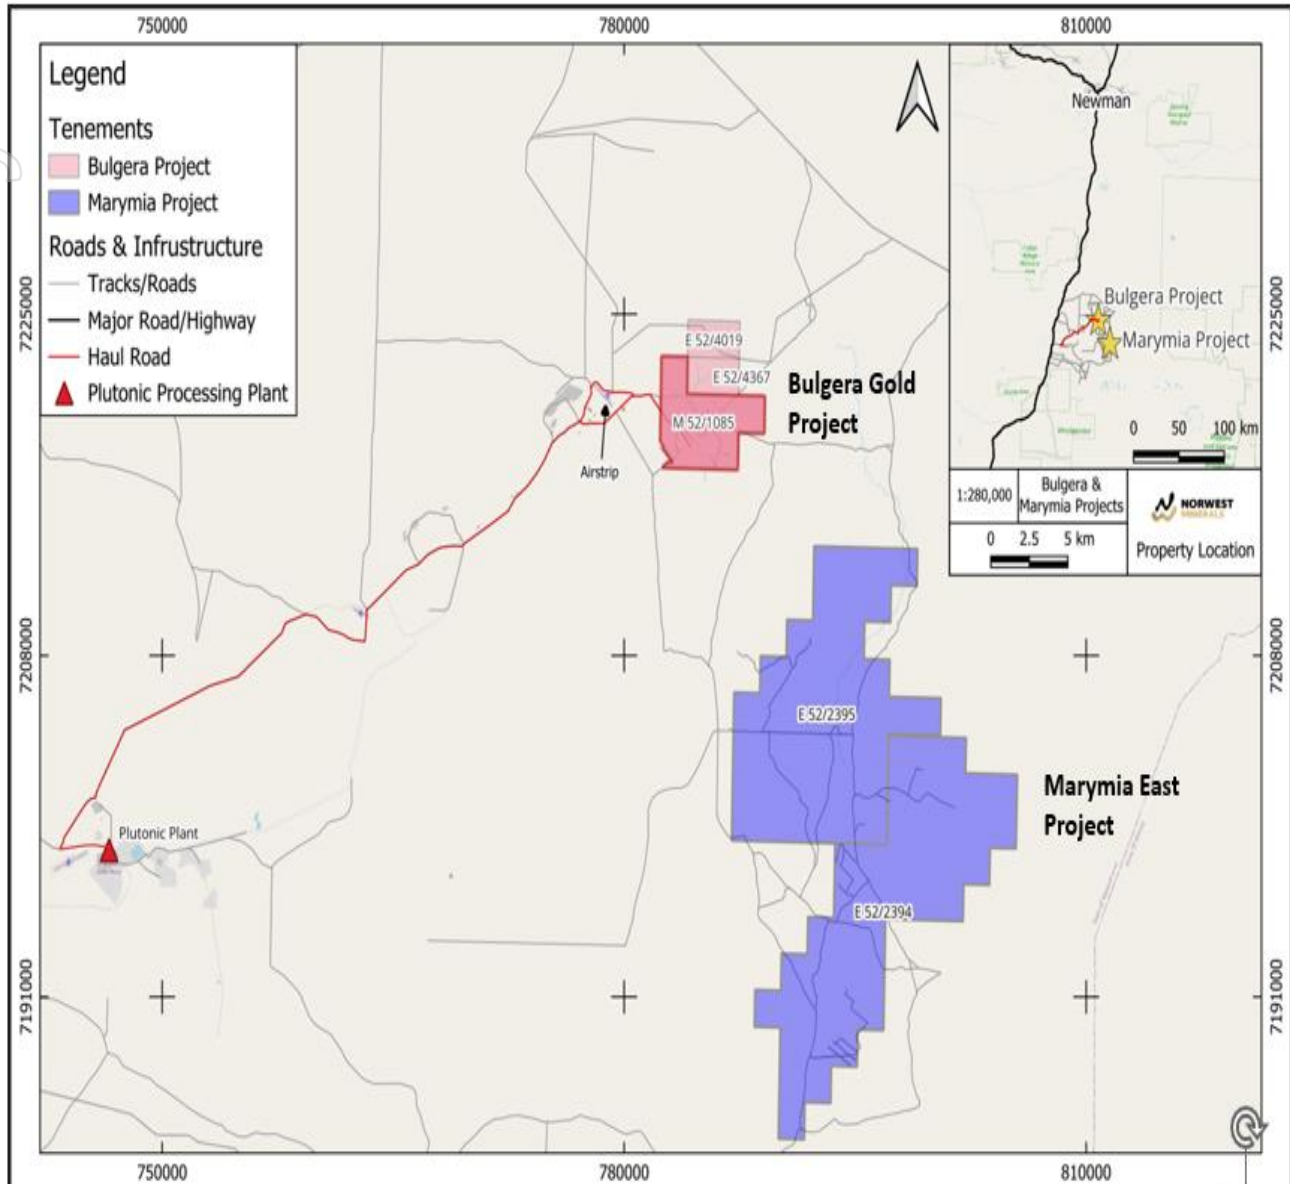 750000
780000
810000
Legend
Tenements
Bulgera Project
Marymia Project
Roads & Infrustructure
Tracks/Roads
Major Road/Highway
Haul Road
Plutonic Processing Plant
Newman
Bulgera Project
Marymia Project
0 50 100 km
1:280,000
Bulgera &
Marymia Projects
0 2.5 5 km
NORWEST
MINERALS
Property Location
7225000
7225000
E 52/4019
E 52/4367
M 52/1085
Bulgera Gold
Project
Airstrip
7208000
7208000
E 52/2395
Marymia East
Project
Plutonic Plant
E 52/2394
7191000
7191000
750000
780000
810000